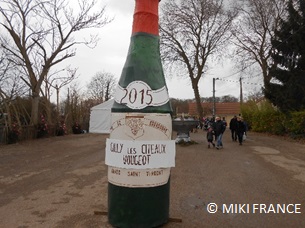 2015
GILLY LES CITEAUX
VOUGEOT
SAINT VINCENT
© MIKI FRANCE